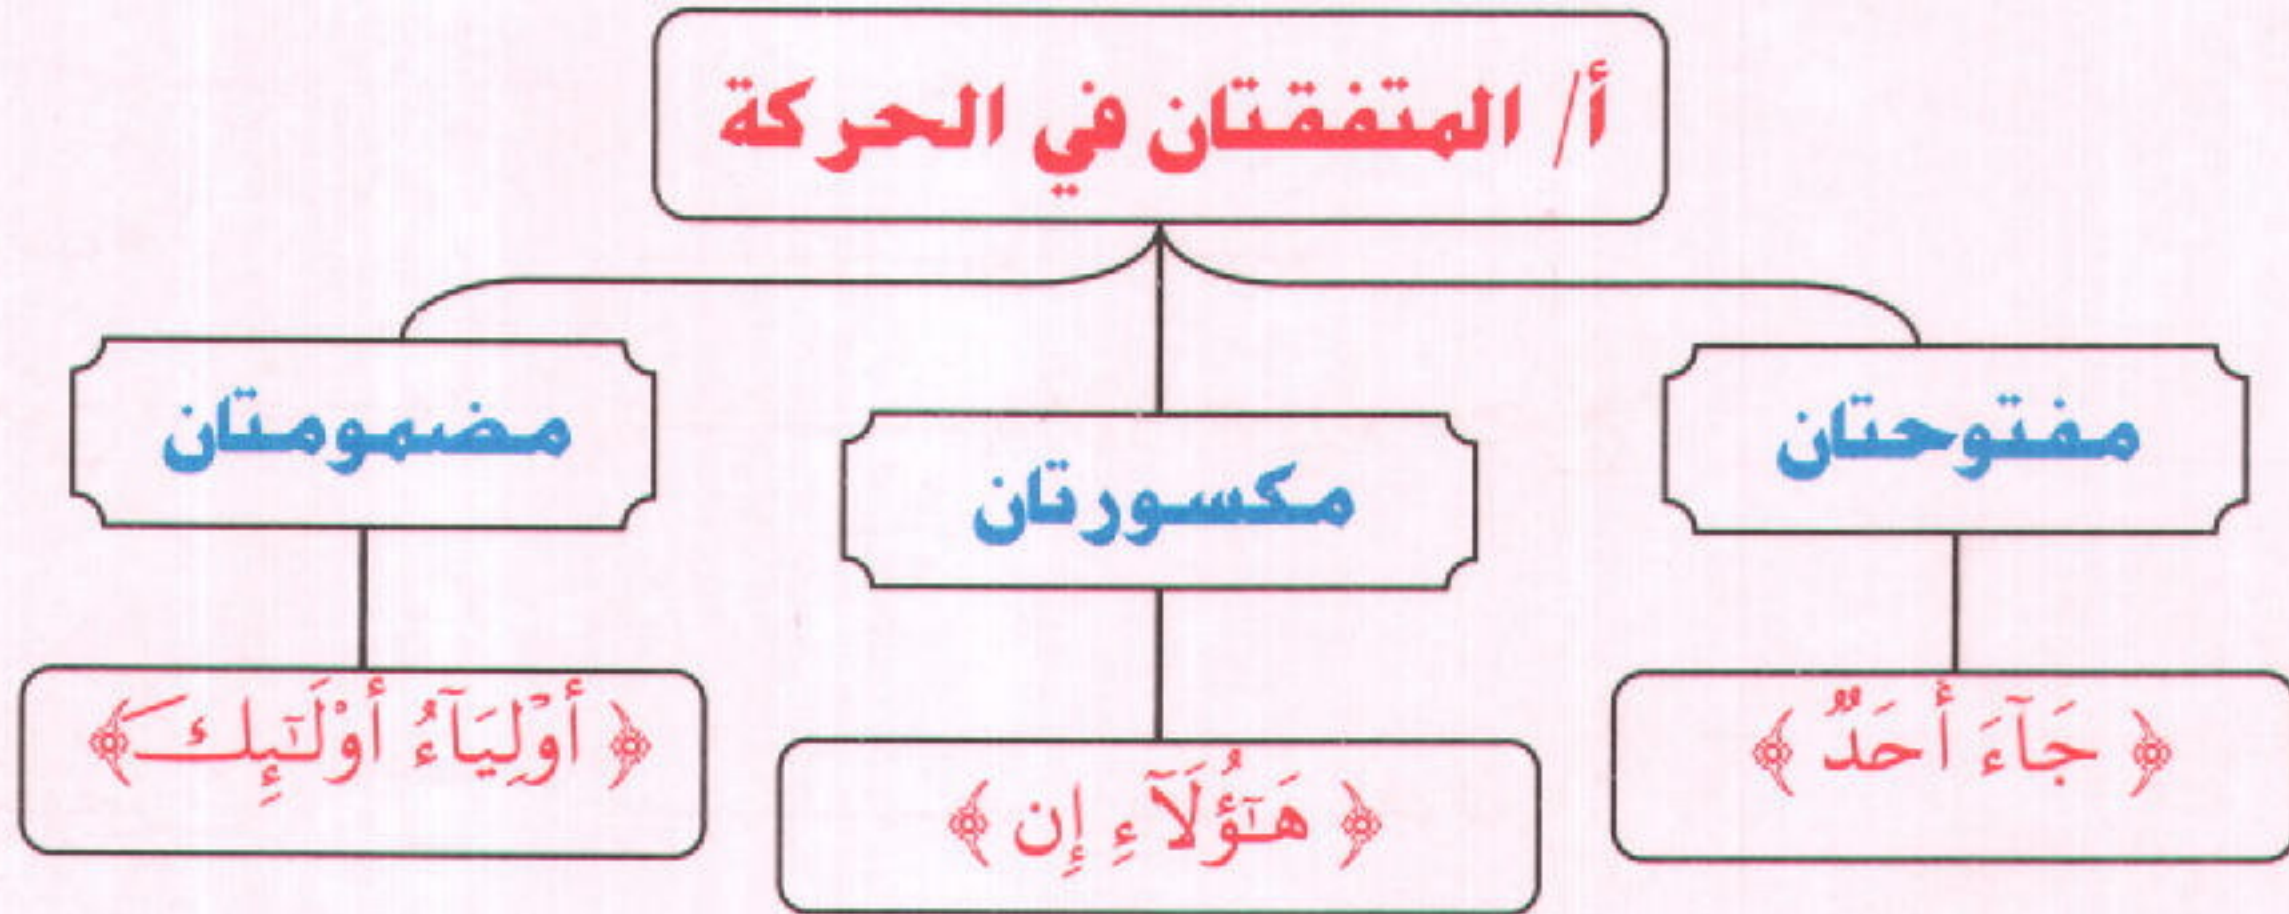 أ/ المتفقتان في الحركة
مفتوحتان
مكسورتان
مضمومتان
﴿ جَآءَ أَحَدٌ ﴾
﴿ هَـٰٓؤُلَآءِ إِن ﴾
﴿ أَوْلِيَآءُ أُوْلَـٰٓئِكَ ﴾